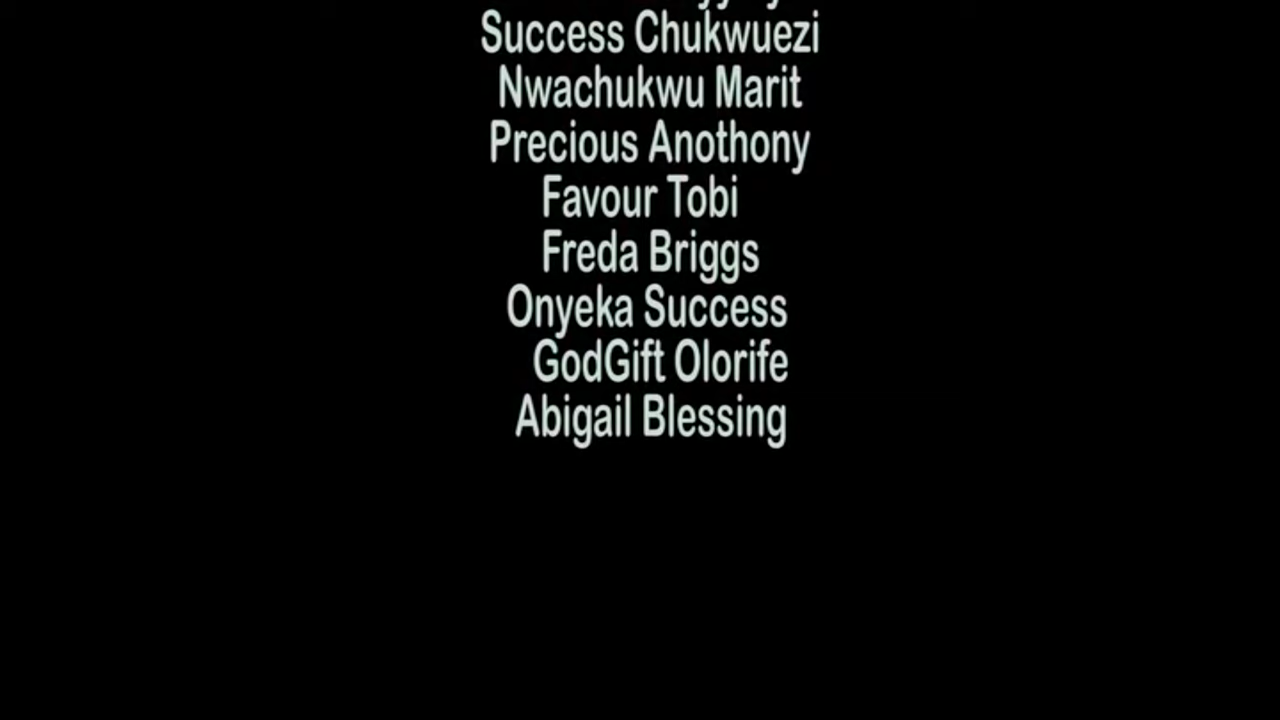 Success Chukwuezi
Nwachukwu Marit
Precious Anothony
Favour Tobi
Freda Briggs
Onyeka Success
GodGift Olorife
Abigail Blessing